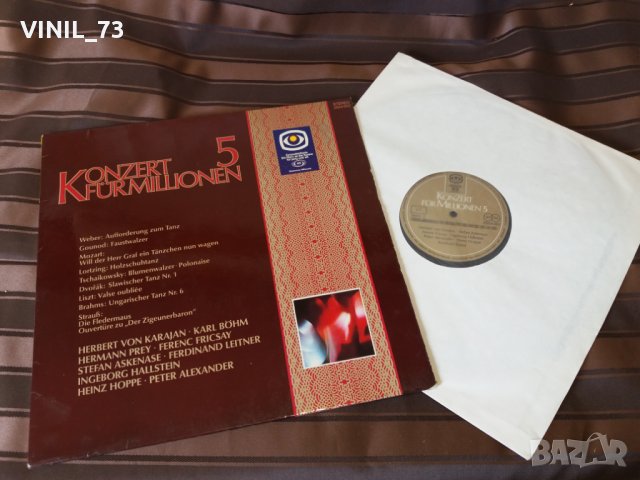 VINIL_73
5
KONZERT
FÜR MILLIONEN
Weber: Aufforderung zum Tanz
Gounod: Faustwalzer
Mozart:
Will der Herr Graf ein Tänzchen nun wagen
Lortzing: Holzschuhtanz
Tschaikowsky: Blumenwalzer · Polonaise
Dvořák: Slawischer Tanz Nr. 1
Liszt: Valse oubliée
Brahms: Ungarischer Tanz Nr. 6
Strauß:
Die Fledermaus
Ouvertüre zu „Der Zigeunerbaron"
HERBERT VON KARAJAN · KARL BÖHM
HERMANN PREY · FERENC FRICSAY
STEFAN ASKENASE · FERDINAND LEITNER
INGEBORG HALLSTEIN
HEINZ HOPPE · PETER ALEXANDER
KONZERT
FÜR MILLIONEN 5
BAZAR